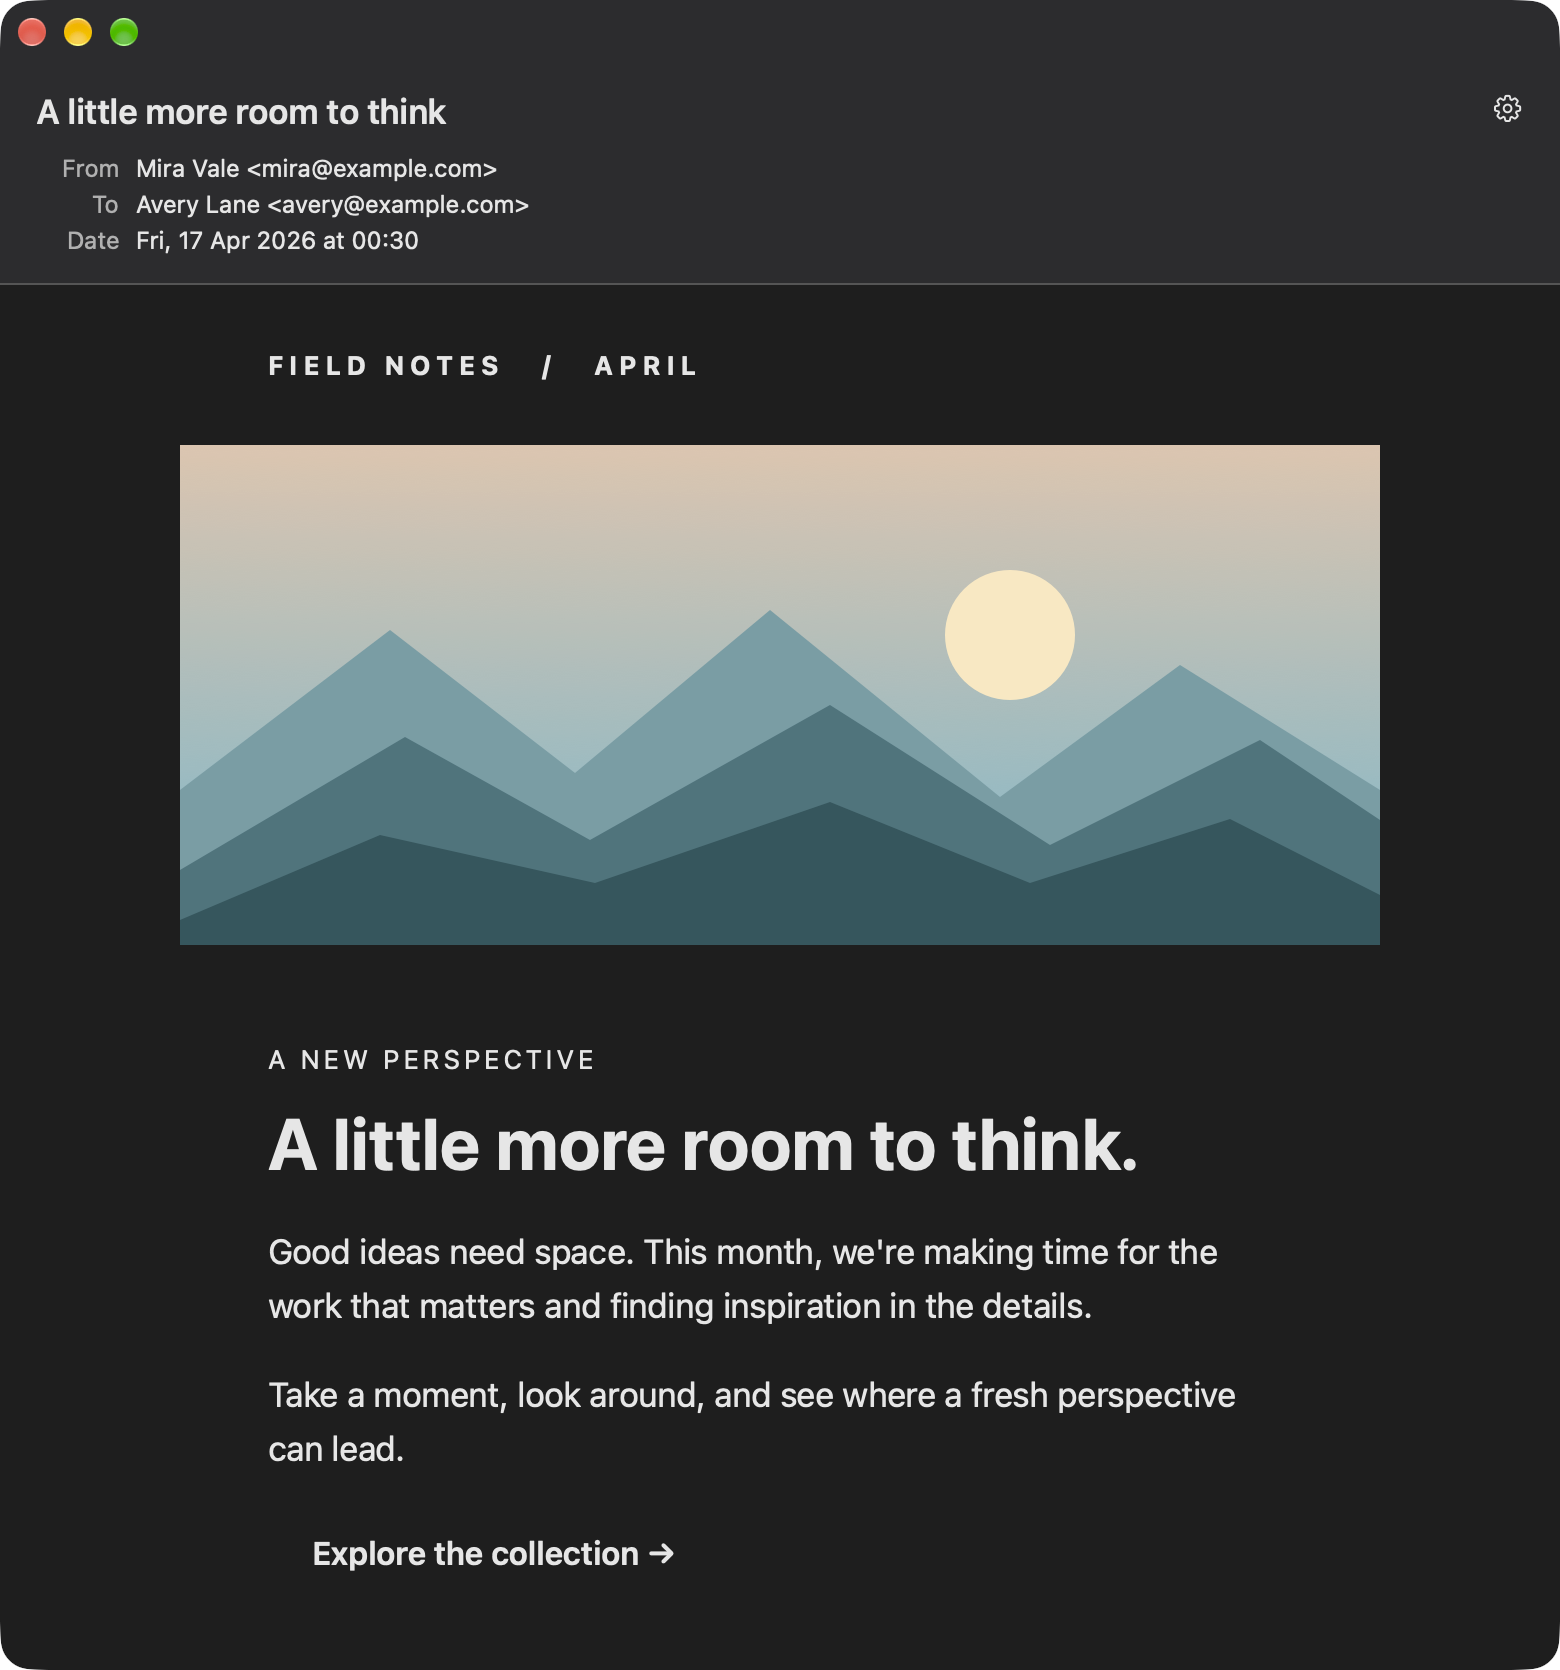 A little more room to think
From Mira Vale <mira@example.com>
To Avery Lane <avery@example.com>
Date Fri, 17 Apr 2026 at 00:30
FIELD NOTES / APRIL
A NEW PERSPECTIVE
A little more room to think.
Good ideas need space. This month, we're making time for the
work that matters and finding inspiration in the details.
Take a moment, look around, and see where a fresh perspective
can lead.
Explore the collection →